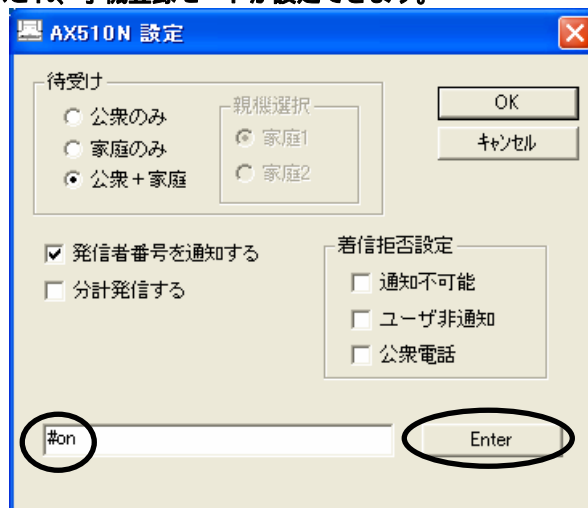 AX510N 設定
待受け
公衆のみ
家庭のみ
公衆+家庭
親機選択
家庭1
家庭2
OK
キャンセル
発信者番号を通知する
分計発信する
着信拒否設定
通知不可能
ユーザ非通知
公衆電話
#on
Enter